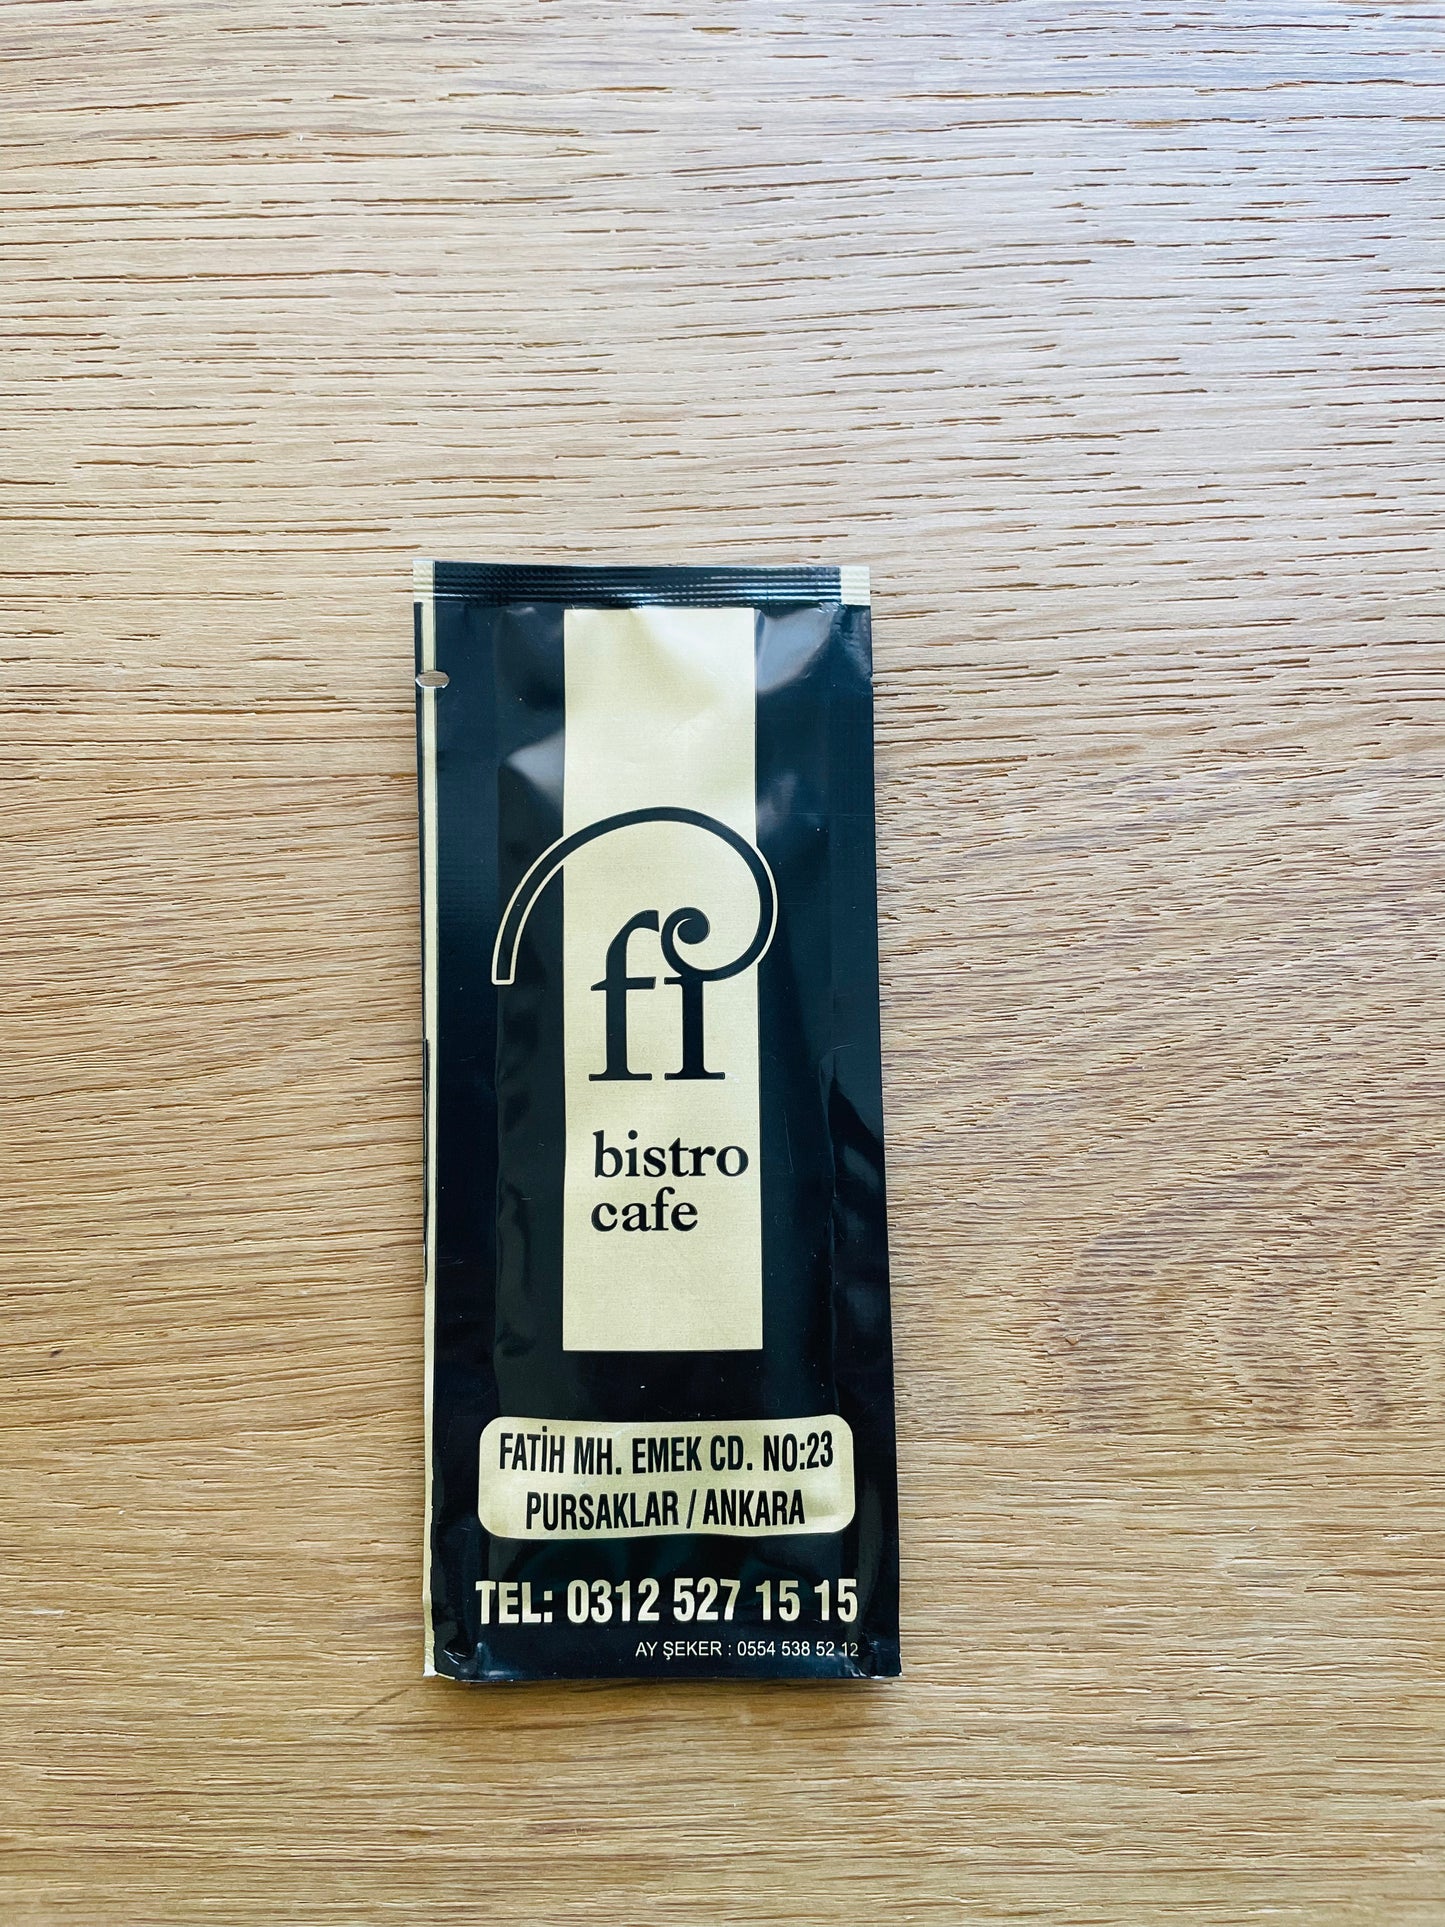 fi
bistro
cafe
FATİH MH. EMEK CD. NO:23
PURSAKLAR / ANKARA
TEL: 0312 527 15 15
AY ŞEKER : 0554 538 52 12